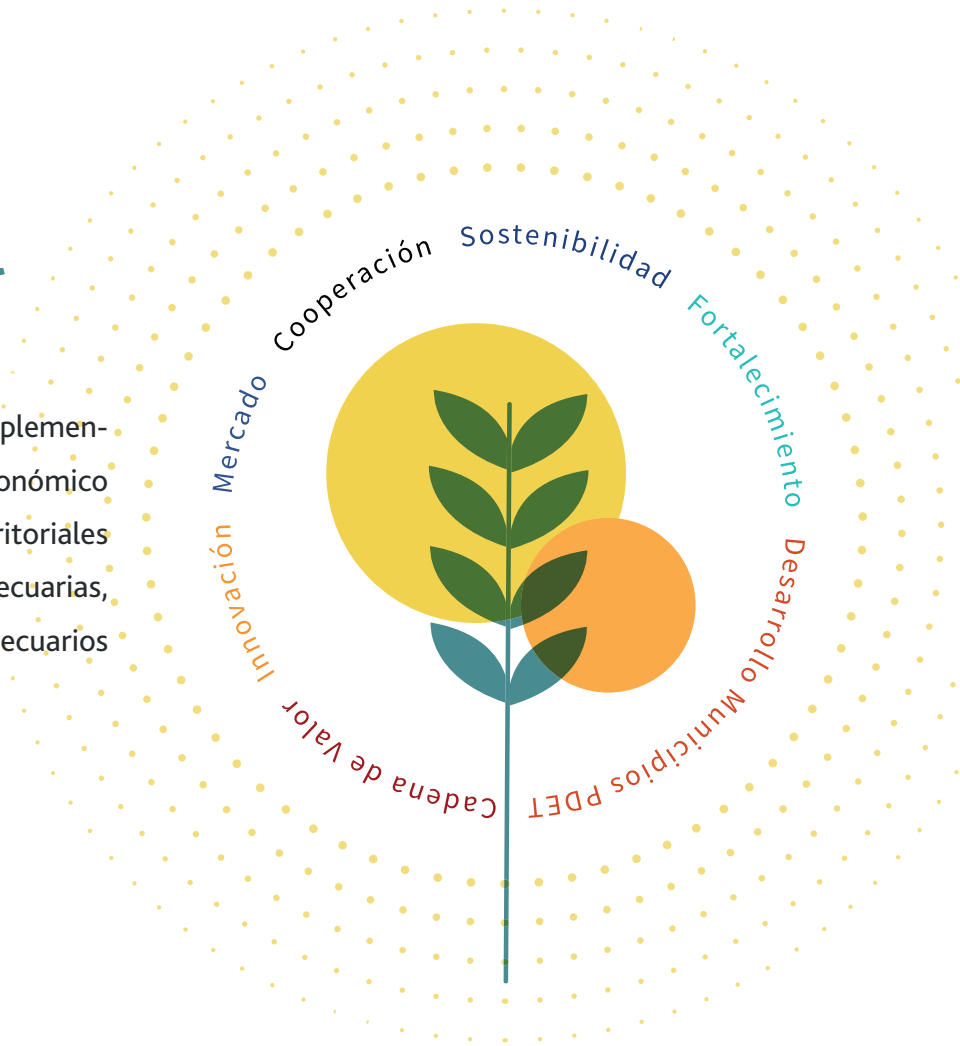 plemen-
onómico
ritoriales
ecuarias,
ecuarios
Sostenibilidad
Fortalecimiento
Desarrollo Municipios PDET
Cadena de Valor
Innovación
Mercado
Cooperación